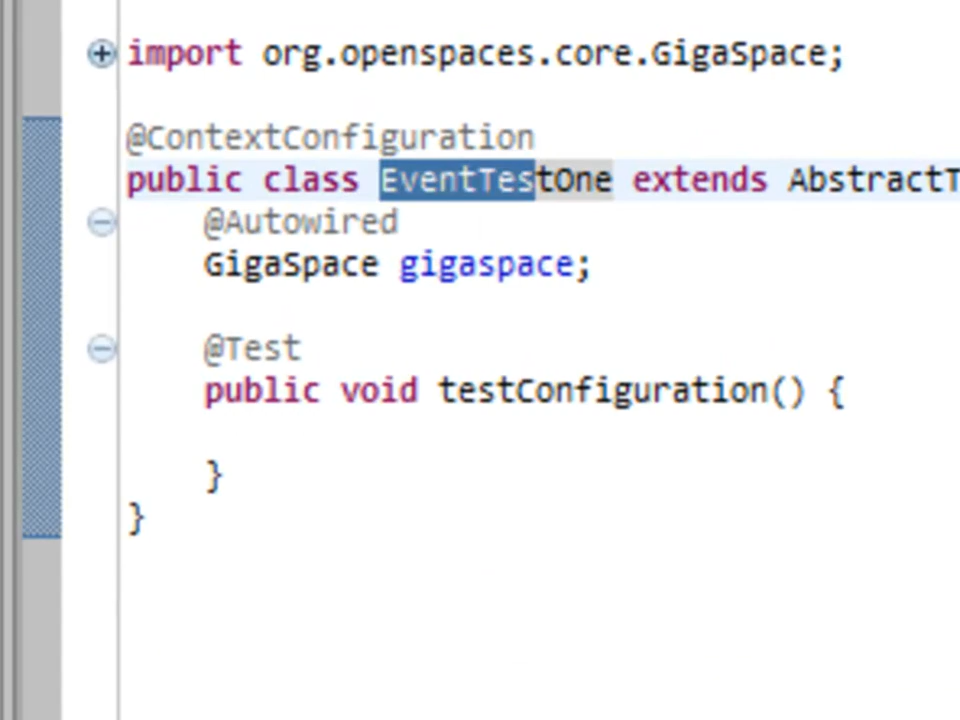 import org.openspaces.core.GigaSpace;
@ContextConfiguration
public class EventTestOne extends AbstractT
@Autowired
GigaSpace gigaspace;
@Test
public void testConfiguration() {
}
}